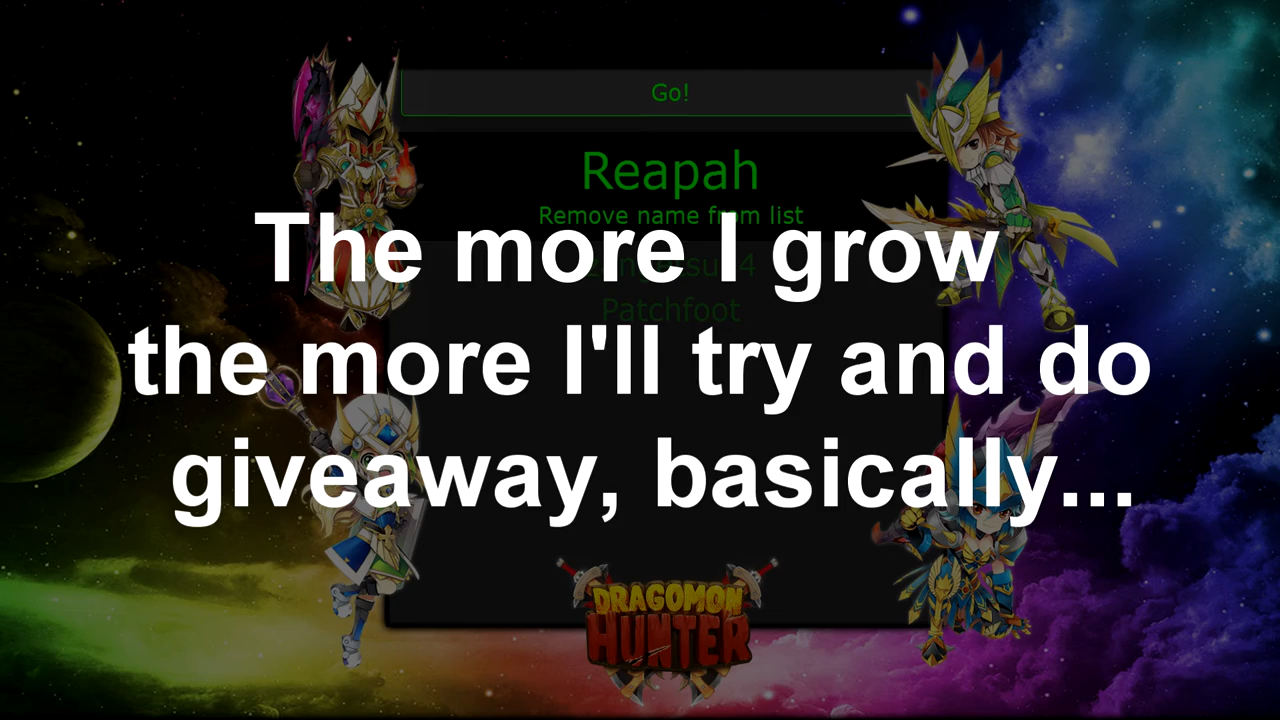 Go!
Reapah
Remove name from list
Patchfoot
The more I grow
the more I'll try and do
giveaway, basically...
DRAGOMON
HUNTER